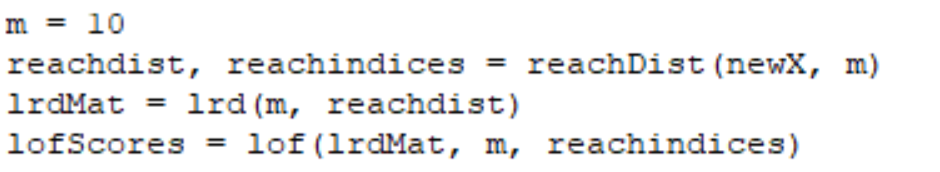 m = 10
reachdist, reachindices = reachDist(newX, m)
lrdMat = lrd(m, reachdist)
lofScores = lof(lrdMat, m, reachindices)